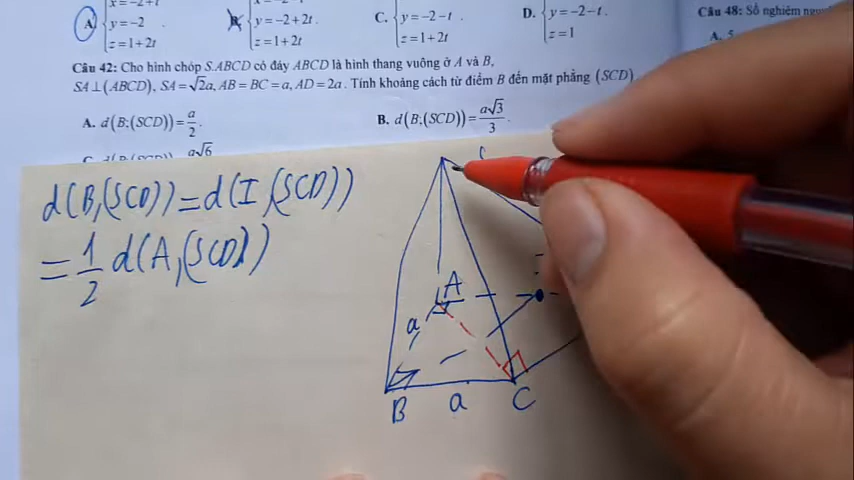 A. y=-2
z=1+2t
B. y=-2+2t.
z=1+2t
C. y=-2-t.
z=1+2t
D. y=-2-t.
z=1
Câu 48: Số nghiệm
A. 5
Câu 42: Cho hình chóp S.ABCD có đáy ABCD là hình thang vuông ở A và B,
SA⊥(ABCD), SA=√2a, AB=BC=a, AD=2a. Tính khoảng cách từ điểm B đến mặt phẳng (SCD)
A. d(B;(SCD))=a/2.
B. d(B;(SCD))=a√3/3.
a√6
d(B,(SCD))=d(I,(SCD))
=1/2 d(A,(SCD))
A
a
B
a
C